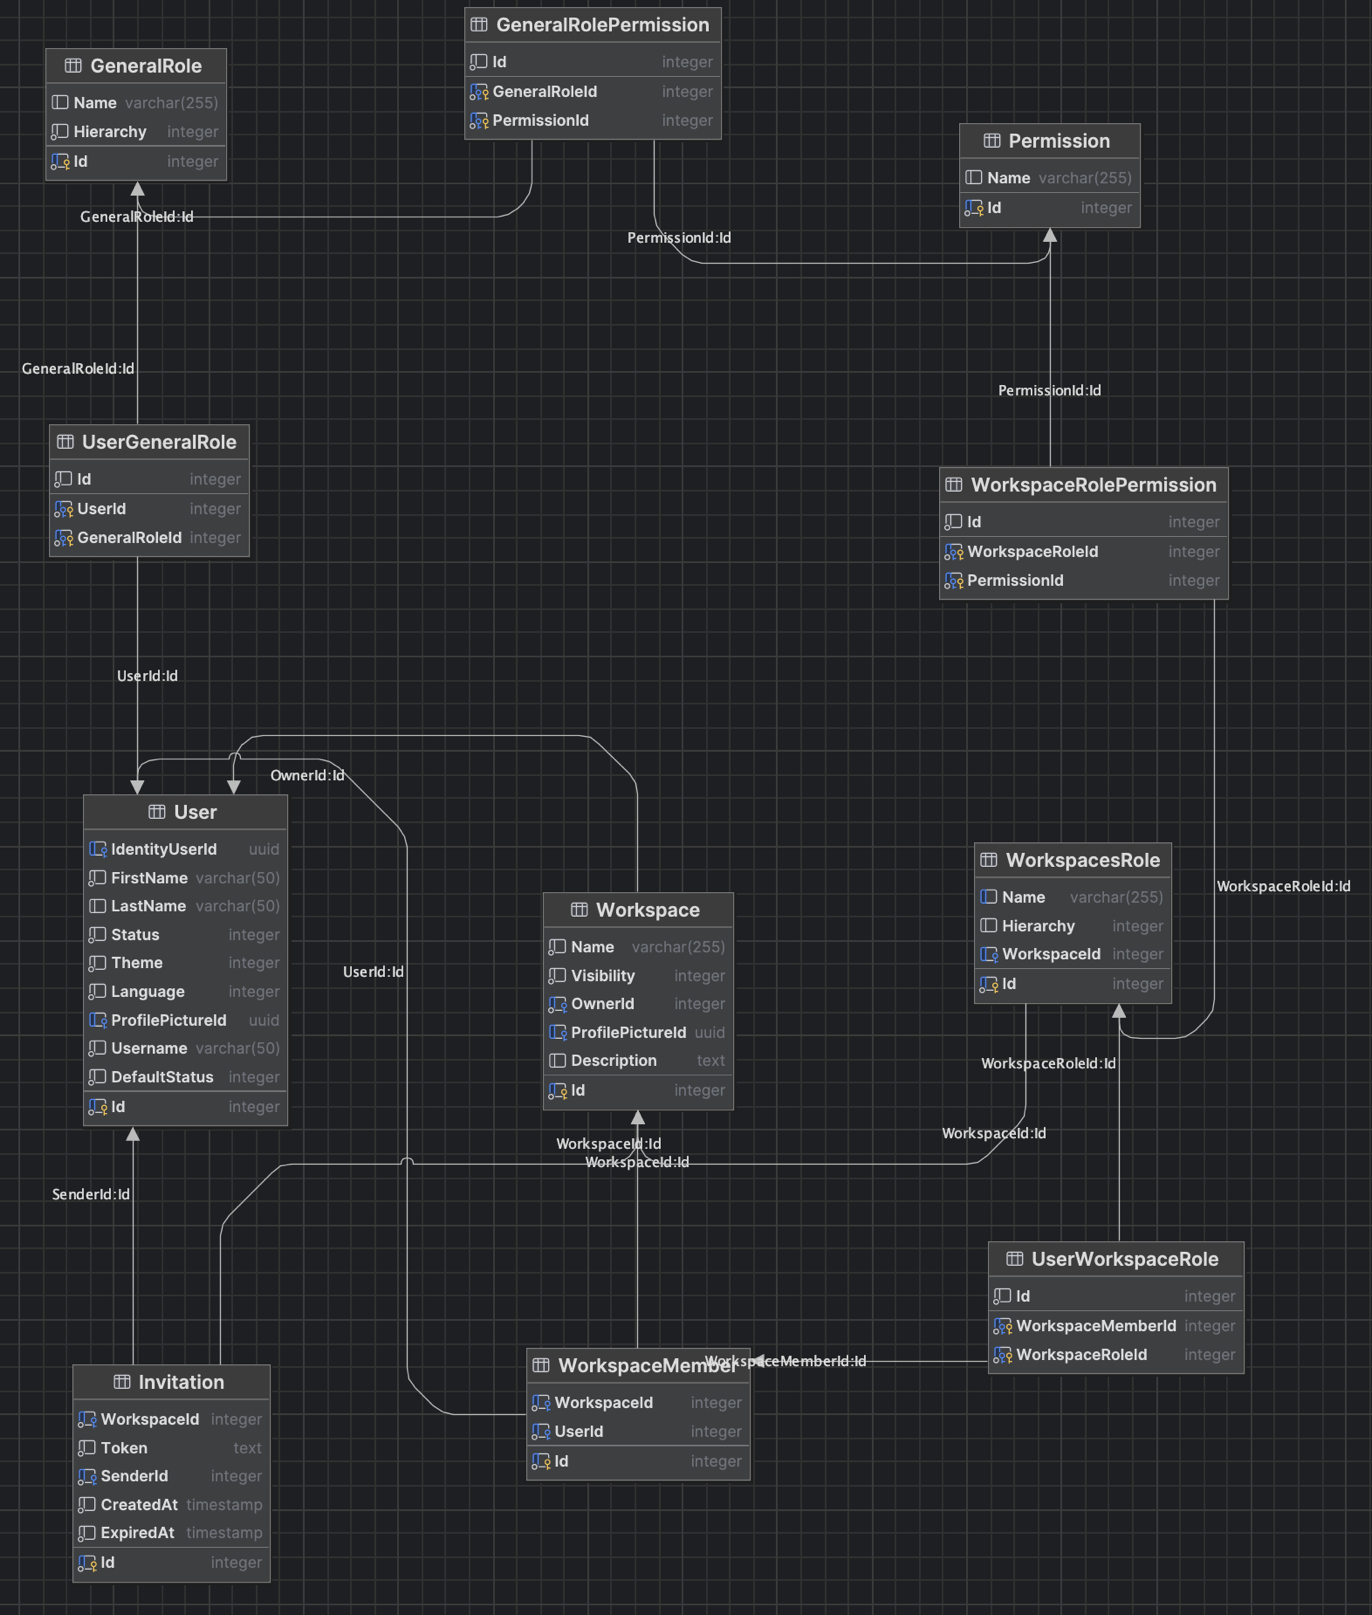 GeneralRolePermission
Id integer
GeneralRoleId integer
PermissionId integer
GeneralRole
Name varchar(255)
Hierarchy integer
Id integer
Permission
Name varchar(255)
Id integer
GeneralRoleId:Id
PermissionId:Id
GeneralRoleId:Id
PermissionId:Id
UserGeneralRole
Id integer
UserId integer
GeneralRoleId integer
WorkspaceRolePermission
Id integer
WorkspaceRoleId integer
PermissionId integer
UserId:Id
OwnerId:Id
User
IdentityUserId uuid
FirstName varchar(50)
LastName varchar(50)
Status integer
Theme integer
Language integer
ProfilePictureId uuid
Username varchar(50)
DefaultStatus integer
Id integer
UserId:Id
Workspace
Name varchar(255)
Visibility integer
OwnerId integer
ProfilePictureId uuid
Description text
Id integer
WorkspacesRole
Name varchar(255)
Hierarchy integer
WorkspaceId integer
Id integer
WorkspaceRoleId:Id
WorkspaceRoleId:Id
WorkspaceId:Id
WorkspaceId:Id
WorkspaceId:Id
SenderId:Id
UserWorkspaceRole
Id integer
WorkspaceMemberId integer
WorkspaceRoleId integer
WorkspaceMember
WorkspaceId integer
UserId integer
Id integer
WorkspaceMemberId:Id
Invitation
WorkspaceId integer
Token text
SenderId integer
CreatedAt timestamp
ExpiredAt timestamp
Id integer